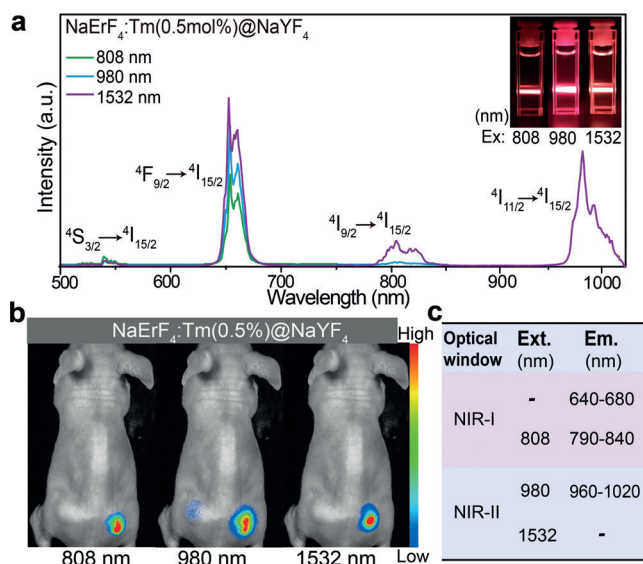 a
NaErF₄:Tm(0.5mol%)@NaYF₄
808 nm
980 nm
1532 nm
(nm)
Ex: 808 980 1532
Intensity (a.u.)
⁴S₃/₂→⁴I₁₅/₂
⁴F₉/₂→⁴I₁₅/₂
⁴I₉/₂→⁴I₁₅/₂
⁴I₁₁/₂→⁴I₁₅/₂
500 600 700 800 900 1000
Wavelength (nm)
b
NaErF₄:Tm(0.5%)@NaYF₄
High
Low
808 nm 980 nm 1532 nm
c
Optical window Ext. (nm) Em. (nm)
NIR-I - 640-680
808 790-840
NIR-II 980 960-1020
1532 -